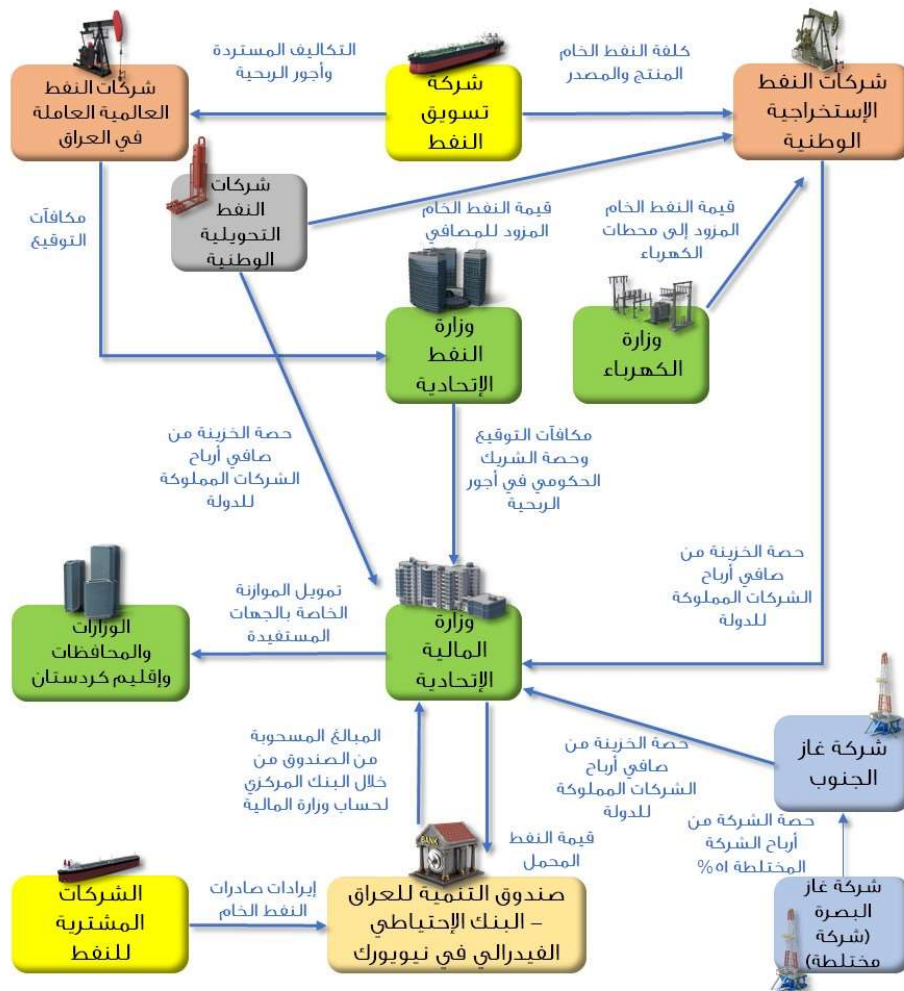 كلفة النفط الخام
المنتج والمصدر
التكاليف المستردة
وأجور الربحية
شركات النفط
الإستخراجية
الوطنية
شركة
تسويق
النفط
شركات النفط
العالمية العاملة
في العراق
شركات
النفط
التحويلية
الوطنية
قيمة النفط الخام
المزود إلى محطات
الكهرباء
قيمة النفط الخام
المزود للمصافي
مكافآت
التوقيع
وزارة
الكهرباء
وزارة
النفط
الإتحادية
مكافآت التوقيع
وحصة الشريك
الحكومي في أجور
الربحية
حصة الخزينة من
صافي أرباح
الشركات المملوكة
للدولة
حصة الخزينة من
صافي أرباح
الشركات المملوكة
للدولة
وزارة
المالية
الإتحادية
تمويل الموازنة
الخاصة بالجهات
المستفيدة
الوزارات
والمحافظات
وإقليم كردستان
شركة غاز
الجنوب
حصة الخزينة من
صافي أرباح
الشركات المملوكة
للدولة
المبالغ المسحوبة
من الصندوق من
خلال البنك المركزي
لحساب وزارة المالية
حصة الشركة من
أرباح الشركة
المختلطة ٥١%
قيمة النفط
المحمل
شركة غاز
البصرة
(شركة
مختلطة)
BANK
صندوق التنمية للعراق
– البنك الإحتياطي
الفيدرالي في نيويورك
إيرادات صادرات
النفط الخام
الشركات
المشترية
للنفط